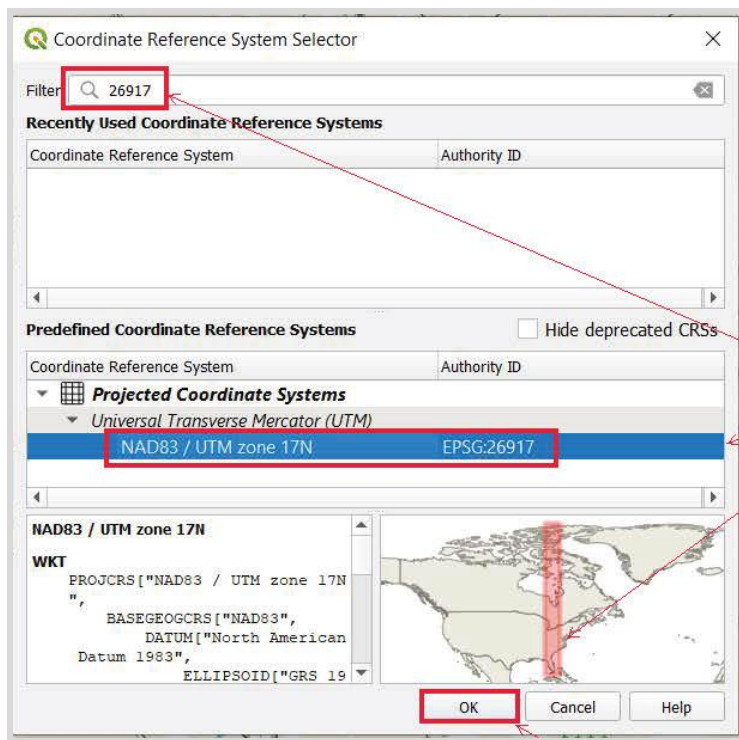 Coordinate Reference System Selector
Filter 26917
Recently Used Coordinate Reference Systems
Coordinate Reference System Authority ID
Predefined Coordinate Reference Systems Hide deprecated CRSs
Coordinate Reference System Authority ID
Projected Coordinate Systems
Universal Transverse Mercator (UTM)
NAD83 / UTM zone 17N EPSG:26917
NAD83 / UTM zone 17N
WKT
PROJCRS["NAD83 / UTM zone 17N
",
BASEGEOGCRS["NAD83",
DATUM["North American
Datum 1983",
ELLIPSOID["GRS 19
OK Cancel Help